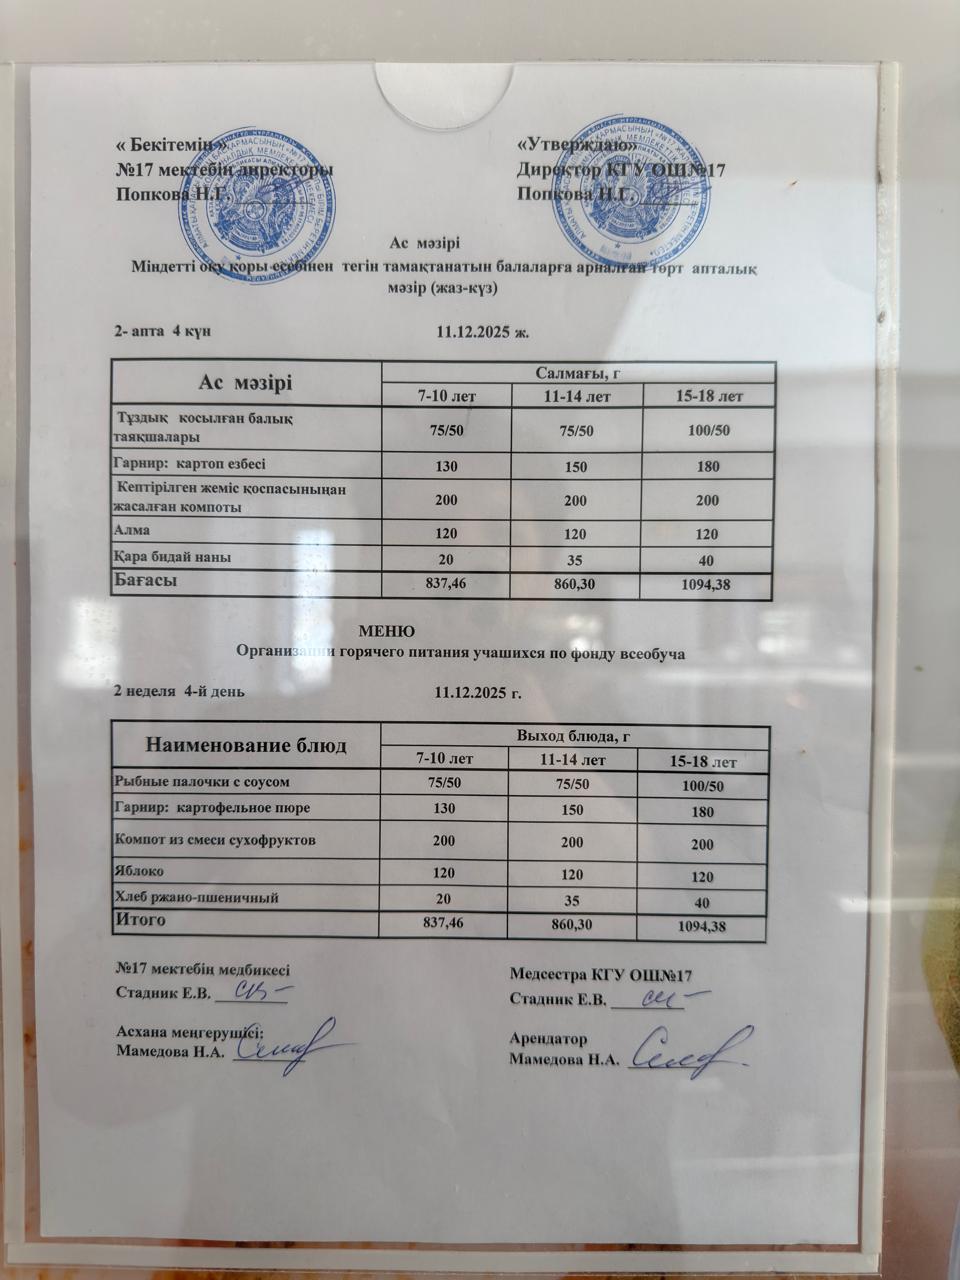 « Бекітемін »
№17 мектебің директоры
Попкова Н.Г.
«Утверждаю»
Директор КГУ ОШ№17
Попкова Н.Г.
Ас мәзірі
Міндетті оқу қоры есебінен тегін тамақтанатын балаларға арналған төрт апталық
мәзір (жаз-күз)
2- апта 4 күн 11.12.2025 ж.
Ас мәзірі Салмағы, г
7-10 лет 11-14 лет 15-18 лет
Тұздық косылған балық
таяқшалары 75/50 75/50 100/50
Гарнир: картоп езбесі 130 150 180
Кептірілген жеміс қоспасыныңан
жасалған компоты 200 200 200
Алма 120 120 120
Қара бидай наны 20 35 40
Бағасы 837,46 860,30 1094,38
МЕНЮ
Организации горячего питания учашихся по фонду всеобуча
2 неделя 4-й день 11.12.2025 г.
Наименование блюд Выход блюда, г
7-10 лет 11-14 лет 15-18 лет
Рыбные палочки с соусом 75/50 75/50 100/50
Гарнир: картофельное пюре 130 150 180
Компот из смеси сухофруктов 200 200 200
Яблоко 120 120 120
Хлеб ржано-пшеничный 20 35 40
Итого 837,46 860,30 1094,38
№17 мектебің медбикесі
Стадник Е.В.
Асхана меңгерушісі:
Мамедова Н.А.
Медсестра КГУ ОШ№17
Стадник Е.В.
Арендатор
Мамедова Н.А.